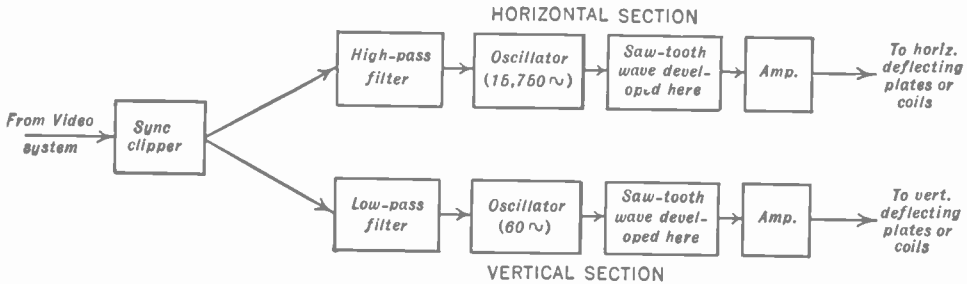 HORIZONTAL SECTION
From Video
system
Sync
clipper
High-pass
filter
Oscillator
(15,750 ~)
Saw-tooth
wave devel-
oped here
Amp.
To horiz.
deflecting
plates or
coils
Low-pass
filter
Oscillator
(60 ~)
Saw-tooth
wave devel-
oped here
Amp.
To vert.
deflecting
plates or
coils
VERTICAL SECTION